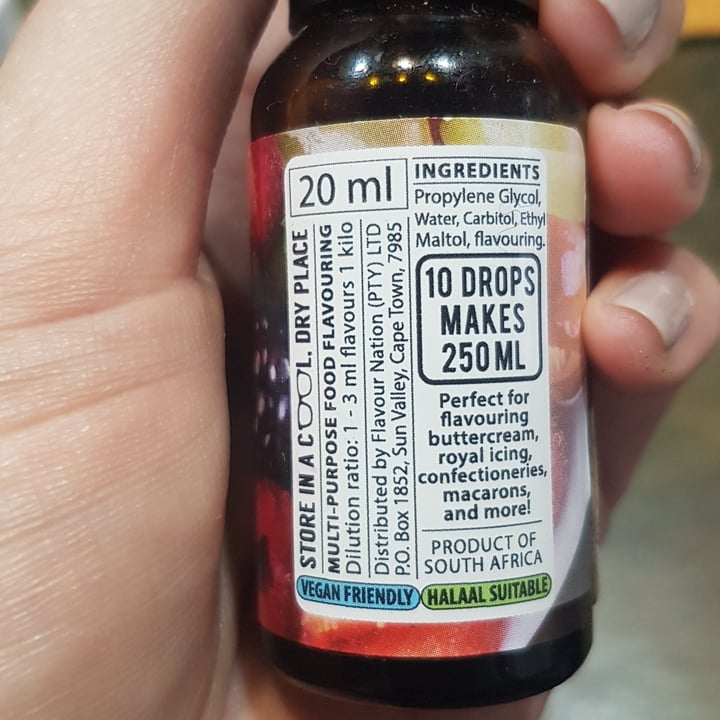 20 ml
STORE IN A COOL, DRY PLACE
MULTI-PURPOSE FOOD FLAVOURING
Dilution ratio: 1 - 3 ml flavours 1 kilo
Distributed by Flavour Nation (PTY) LTD
P.O. Box 1852, Sun Valley, Cape Town, 7985
INGREDIENTS
Propylene Glycol,
Water, Carbitol, Ethyl
Maltol, flavouring.
10 DROPS
MAKES
250 ML
Perfect for
flavouring
buttercream,
royal icing,
confectioneries,
macarons,
and more!
PRODUCT OF
SOUTH AFRICA
VEGAN FRIENDLY
HALAAL SUITABLE